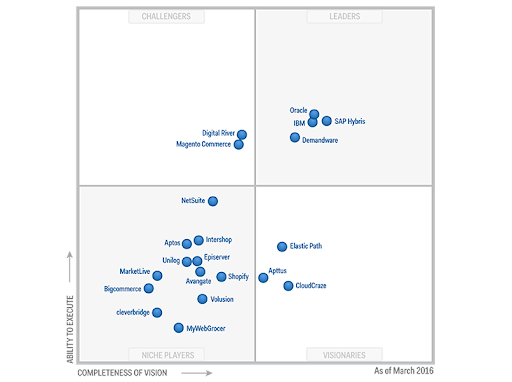 CHALLENGERS
LEADERS
Oracle
IBM
SAP Hybris
Digital River
Magento Commerce
Demandware
NetSuite
Aptos
Intershop
Elastic Path
Unilog
Episerver
MarketLive
Avangate
Shopify
Apttus
Bigcommerce
CloudCraze
Volusion
cleverbridge
MyWebGrocer
NICHE PLAYERS
VISIONARIES
ABILITY TO EXECUTE
COMPLETENESS OF VISION
As of March 2016